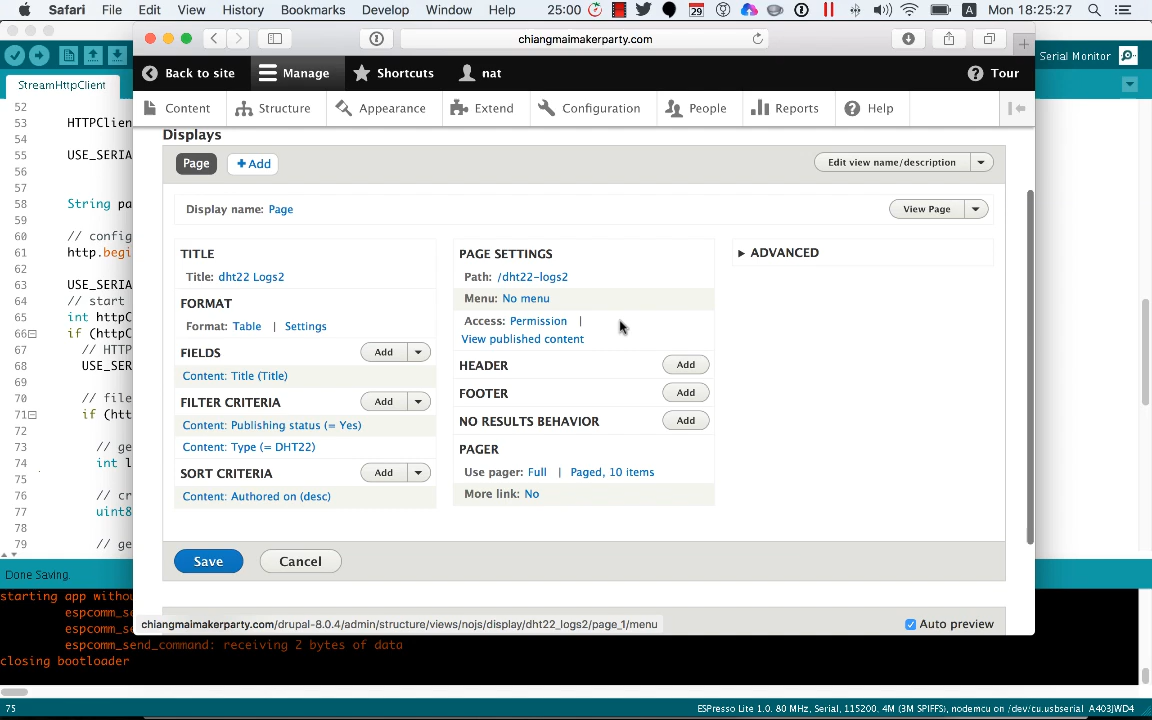 Safari File Edit View History Bookmarks Develop Window Help 25:00 29 A Mon 18:25:27
chiangmaimakerparty.com
Serial Monitor
Back to site Manage Shortcuts nat Tour
StreamHttpClient
Content Structure Appearance Extend Configuration People Reports Help
52
53 HTTPClien
54
55 USE_SERIA
56
57
58 String pa
59
60 // config
61 http.begi
62
63 USE_SERIA
64 // start
65 int httpC
66 if (httpC
67 // HTTP
68 USE_SER
69
70 // file
71 if (htt
72
73 // ge
74 int l
75
76 // cr
77 uint8
78
79 // ge
Displays
Page + Add Edit view name/description
Display name: Page View Page
TITLE
Title: dht22 Logs2
FORMAT
Format: Table | Settings
FIELDS Add
Content: Title (Title)
FILTER CRITERIA Add
Content: Publishing status (= Yes)
Content: Type (= DHT22)
SORT CRITERIA Add
Content: Authored on (desc)
PAGE SETTINGS
Path: /dht22-logs2
Menu: No menu
Access: Permission |
View published content
HEADER Add
FOOTER Add
NO RESULTS BEHAVIOR Add
PAGER
Use pager: Full | Paged, 10 items
More link: No
ADVANCED
Save Cancel
chiangmaimakerparty.com/drupal-8.0.4/admin/structure/views/nojs/display/dht22_logs2/page_1/menu
Auto preview
Done Saving.
starting app withou
espcomm_se
espcomm_se
espcomm_send_command: receiving 2 bytes of data
closing bootloader
75 ESPresso Lite 1.0, 80 MHz, Serial, 115200, 4M (3M SPIFFS), nodemcu on /dev/cu.usbserial A403JWD4